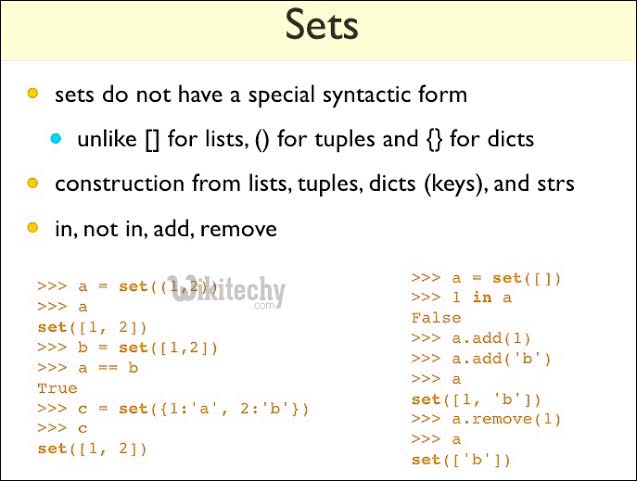 Sets
sets do not have a special syntactic form
unlike [] for lists, () for tuples and {} for dicts
construction from lists, tuples, dicts (keys), and strs
in, not in, add, remove
>>> a = set((1,2))
>>> a
set([1, 2])
>>> b = set([1,2])
>>> a == b
True
>>> c = set({1:'a', 2:'b'})
>>> c
set([1, 2])
Wikitechy
.com
>>> a = set([])
>>> 1 in a
False
>>> a.add(1)
>>> a.add('b')
>>> a
set([1, 'b'])
>>> a.remove(1)
>>> a
set(['b'])